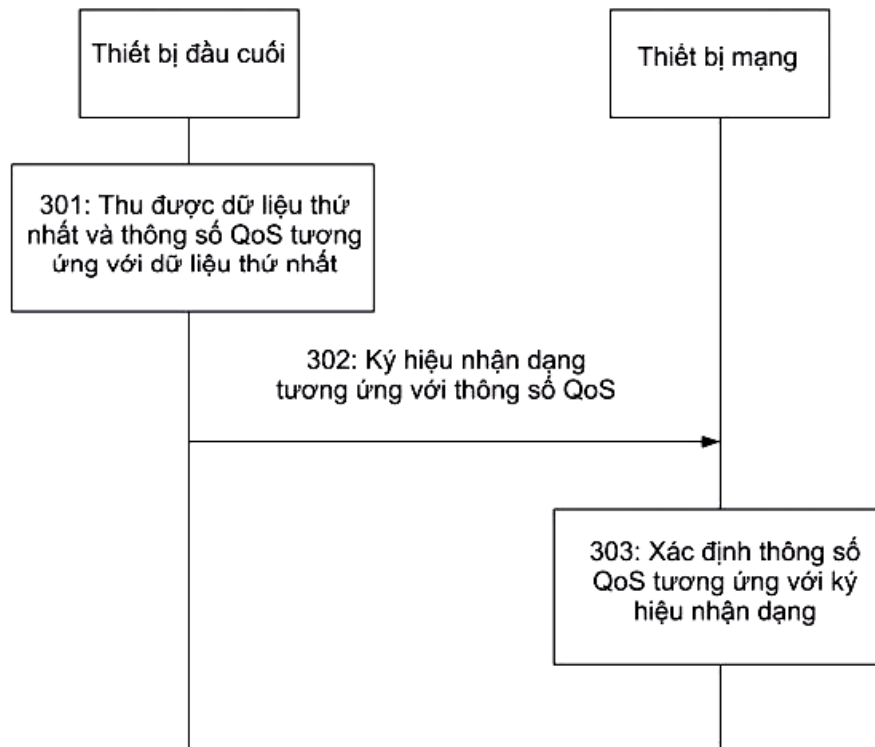 Thiết bị đầu cuối
Thiết bị mạng
301: Thu được dữ liệu thứ
nhất và thông số QoS tương
ứng với dữ liệu thứ nhất
302: Ký hiệu nhận dạng
tương ứng với thông số QoS
303: Xác định thông số
QoS tương ứng với ký
hiệu nhận dạng